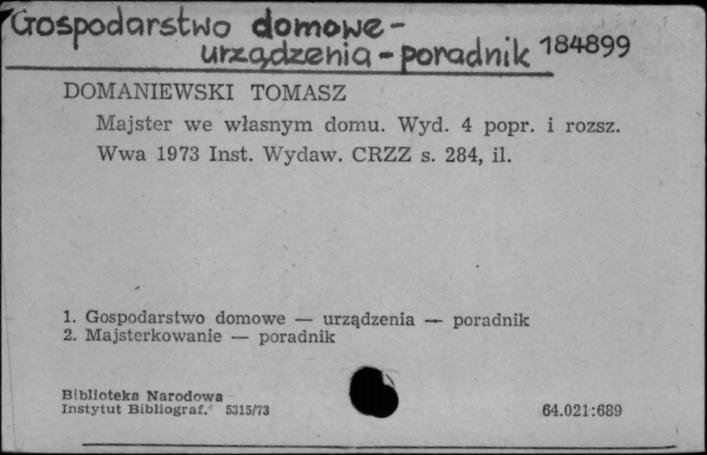 Gospodarstwo domowe -
urządzenia - poradnik 184899
DOMANIEWSKI TOMASZ
Majster we własnym domu. Wyd. 4 popr. i rozsz.
Wwa 1973 Inst. Wydaw. CRZZ s. 284, il.
1. Gospodarstwo domowe — urządzenia — poradnik
2. Majsterkowanie — poradnik
Biblioteka Narodowa
Instytut Bibliograf. 5315/73 64.021:689